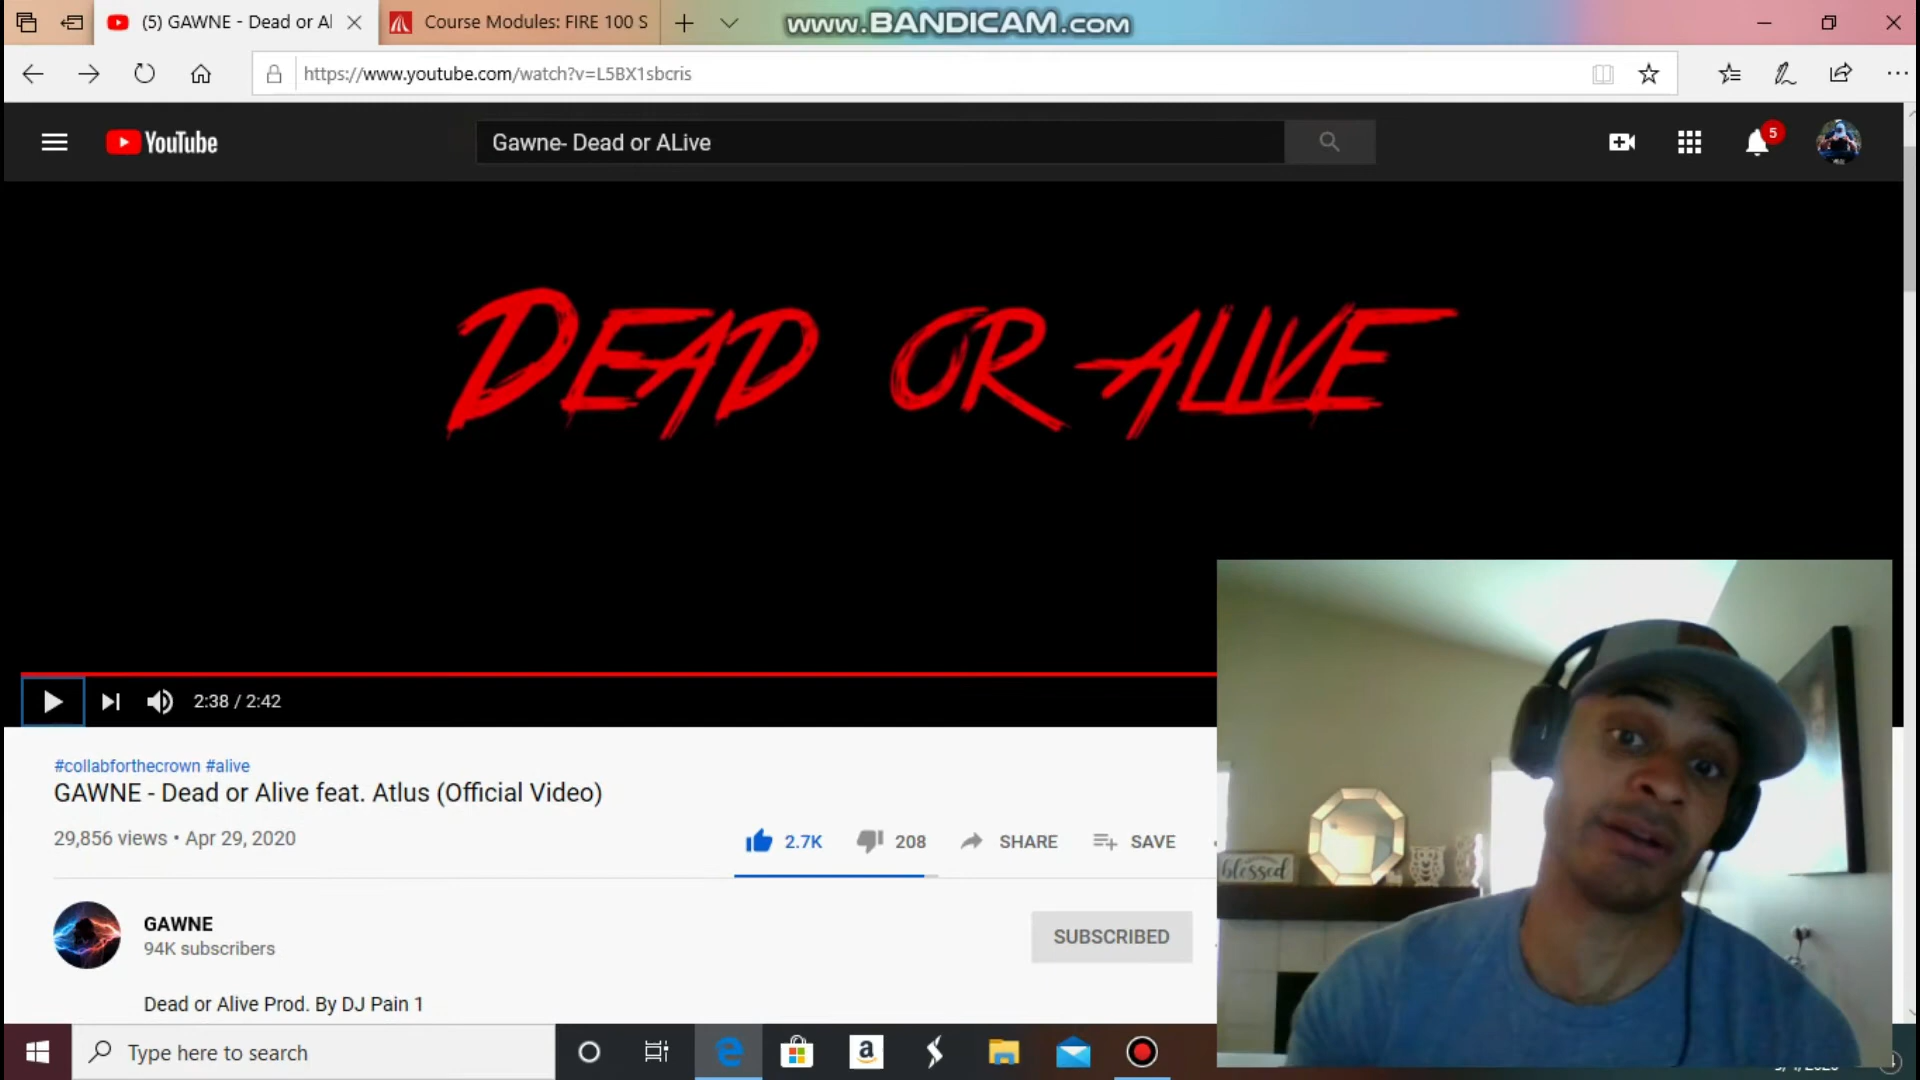 (5) GAWNE - Dead or Al
Course Modules: FIRE 100 S
www.BANDICAM.com
https://www.youtube.com/watch?v=L5BX1sbcris
YouTube
Gawne- Dead or ALive
5
DEAD OR ALIVE
2:38 / 2:42
#collabforthecrown #alive
GAWNE - Dead or Alive feat. Atlus (Official Video)
29,856 views • Apr 29, 2020
2.7K
208
SHARE
SAVE
blessed
GAWNE
94K subscribers
SUBSCRIBED
Dead or Alive Prod. By DJ Pain 1
Type here to search